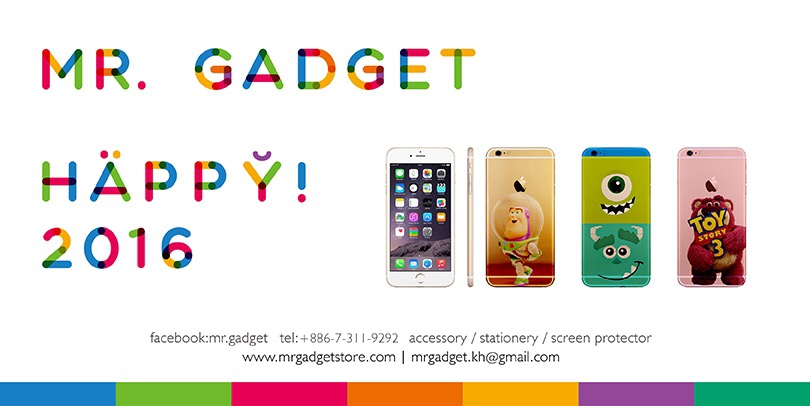 MR. GADGET
HÄPPY̆!
2016
TOY
STORY
3
facebook:mr.gadget   tel:+886-7-311-9292   accessory / stationery / screen protector
www.mrgadgetstore.com | mrgadget.kh@gmail.com